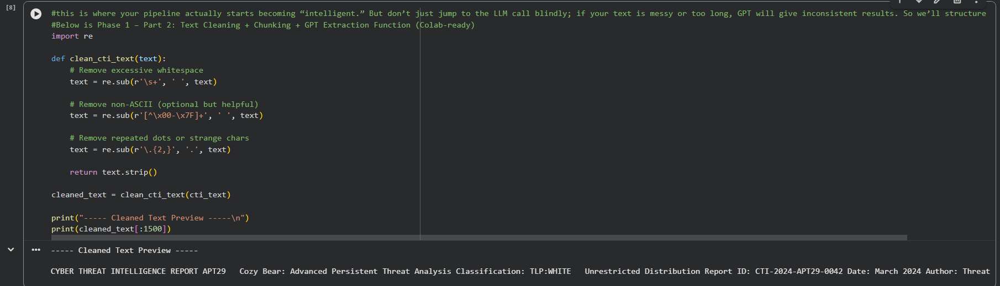 [8]
#this is where your pipeline actually starts becoming “intelligent.” But don’t just jump to the LLM call blindly; if your text is messy or too long, GPT will give inconsistent results. So we’ll structure
#Below is Phase 1 – Part 2: Text Cleaning + Chunking + GPT Extraction Function (Colab-ready)
import re
def clean_cti_text(text):
    # Remove excessive whitespace
    text = re.sub(r'\s+', ' ', text)
    # Remove non-ASCII (optional but helpful)
    text = re.sub(r'[^\x00-\x7F]+', ' ', text)
    # Remove repeated dots or strange chars
    text = re.sub(r'\.{2,}', '.', text)
    return text.strip()
cleaned_text = clean_cti_text(cti_text)
print("----- Cleaned Text Preview -----\n")
print(cleaned_text[:1500])
----- Cleaned Text Preview -----
CYBER THREAT INTELLIGENCE REPORT APT29   Cozy Bear: Advanced Persistent Threat Analysis Classification: TLP:WHITE   Unrestricted Distribution Report ID: CTI-2024-APT29-0042 Date: March 2024 Author: Threat